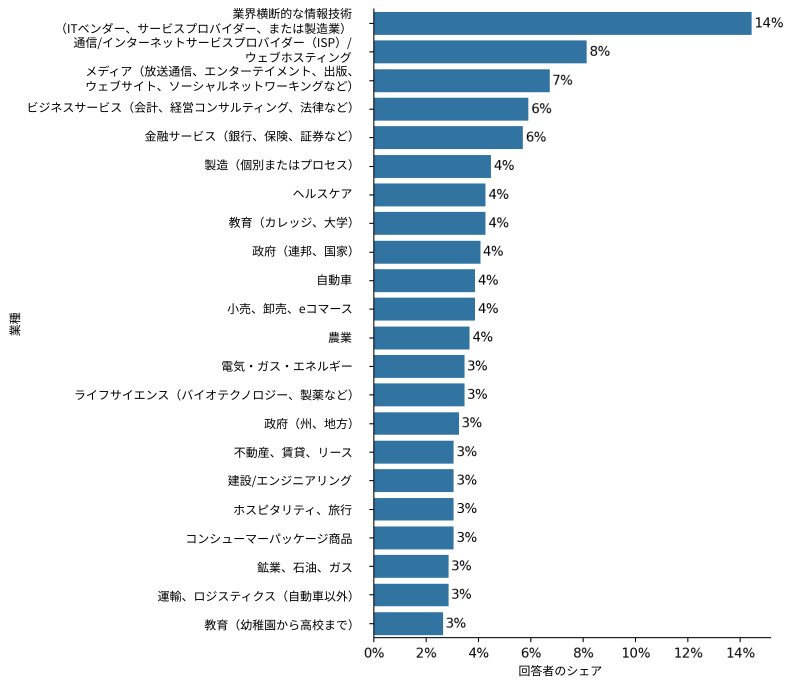 業界横断的な情報技術
（ITベンダー、サービスプロバイダー、または製造業）
14%
通信/インターネットサービスプロバイダー（ISP）/
ウェブホスティング
8%
メディア（放送通信、エンターテイメント、出版、
ウェブサイト、ソーシャルネットワーキングなど）
7%
ビジネスサービス（会計、経営コンサルティング、法律など）
6%
金融サービス（銀行、保険、証券など）
6%
製造（個別またはプロセス）
4%
ヘルスケア
4%
教育（カレッジ、大学）
4%
政府（連邦、国家）
4%
自動車
4%
小売、卸売、eコマース
4%
農業
4%
電気・ガス・エネルギー
3%
ライフサイエンス（バイオテクノロジー、製薬など）
3%
政府（州、地方）
3%
不動産、賃貸、リース
3%
建設/エンジニアリング
3%
ホスピタリティ、旅行
3%
コンシューマーパッケージ商品
3%
鉱業、石油、ガス
3%
運輸、ロジスティクス（自動車以外）
3%
教育（幼稚園から高校まで）
3%
業種
0% 2% 4% 6% 8% 10% 12% 14%
回答者のシェア